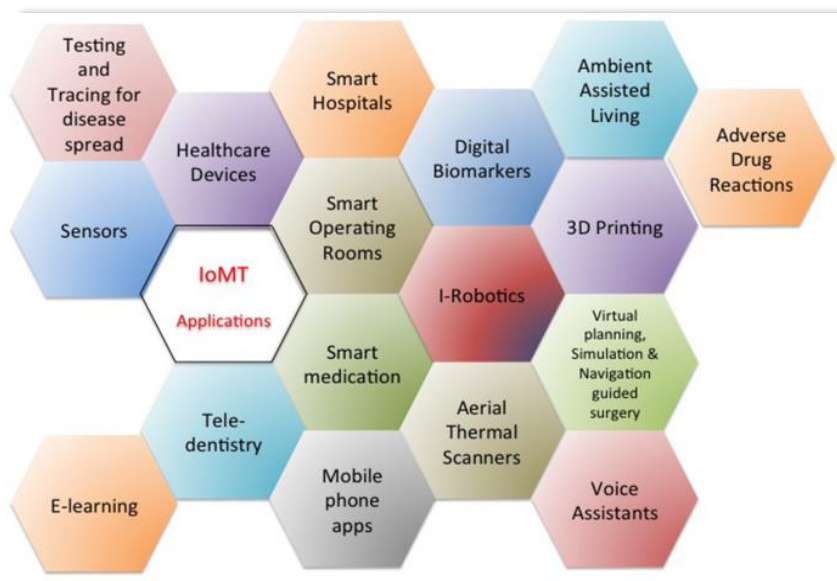 Testing
and
Tracing for
disease
spread
Healthcare
Devices
Smart
Hospitals
Digital
Biomarkers
Ambient
Assisted
Living
Adverse
Drug
Reactions
Sensors
Smart
Operating
Rooms
3D Printing
IoMT
Applications
I-Robotics
Smart
medication
Virtual
planning,
Simulation &
Navigation
guided
surgery
Tele-
dentistry
Aerial
Thermal
Scanners
E-learning
Mobile
phone
apps
Voice
Assistants